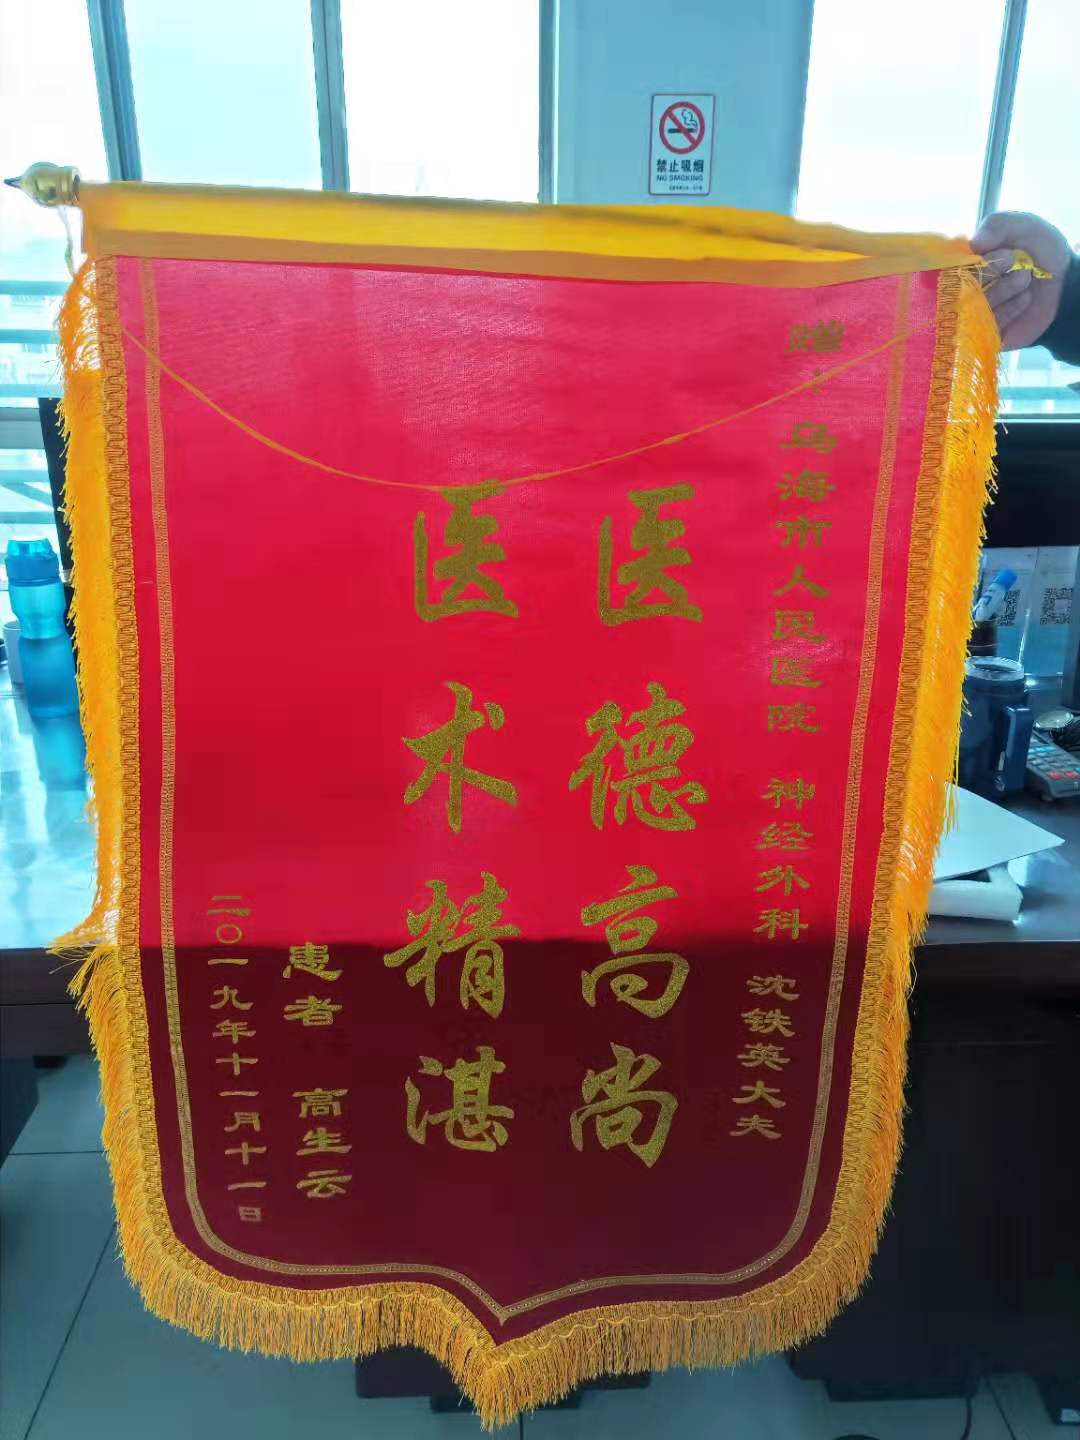 禁止吸烟
NO SMOKING
赠：乌海市人民医院 神经外科 沈铁英大夫
医德高尚
医术精湛
患者 高生云
二〇一九年十一月十一日